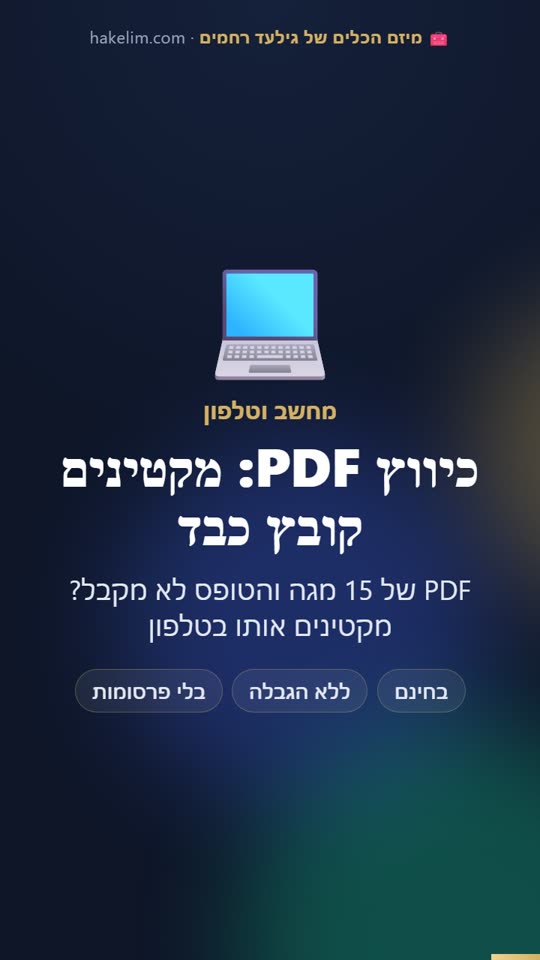 🧰 מיזם הכלים של גילעד רחמים · hakelim.com
מחשב וטלפון
כיווץ PDF: מקטינים
קובץ כבד
PDF של 15 מגה והטופס לא מקבל?
מקטינים אותו בטלפון
בחינם
ללא הגבלה
בלי פרסומות